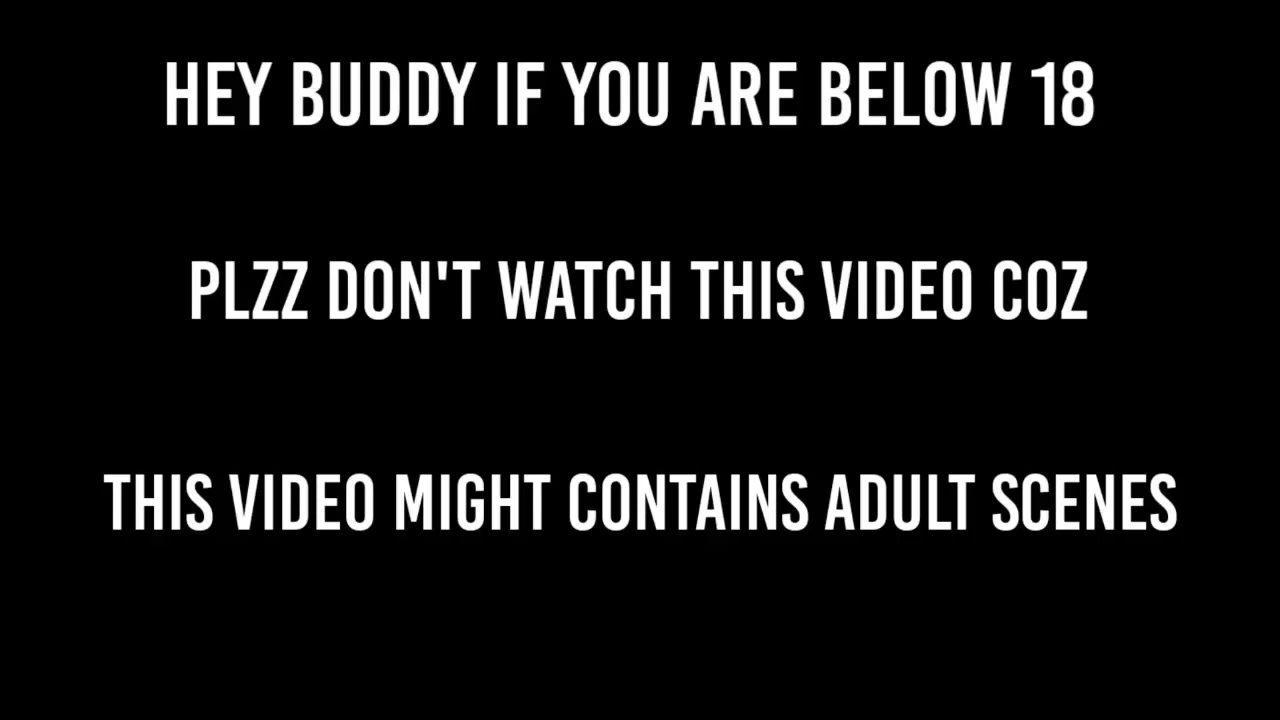 HEY BUDDY IF YOU ARE BELOW 18
PLZZ DON'T WATCH THIS VIDEO COZ
THIS VIDEO MIGHT CONTAINS ADULT SCENES